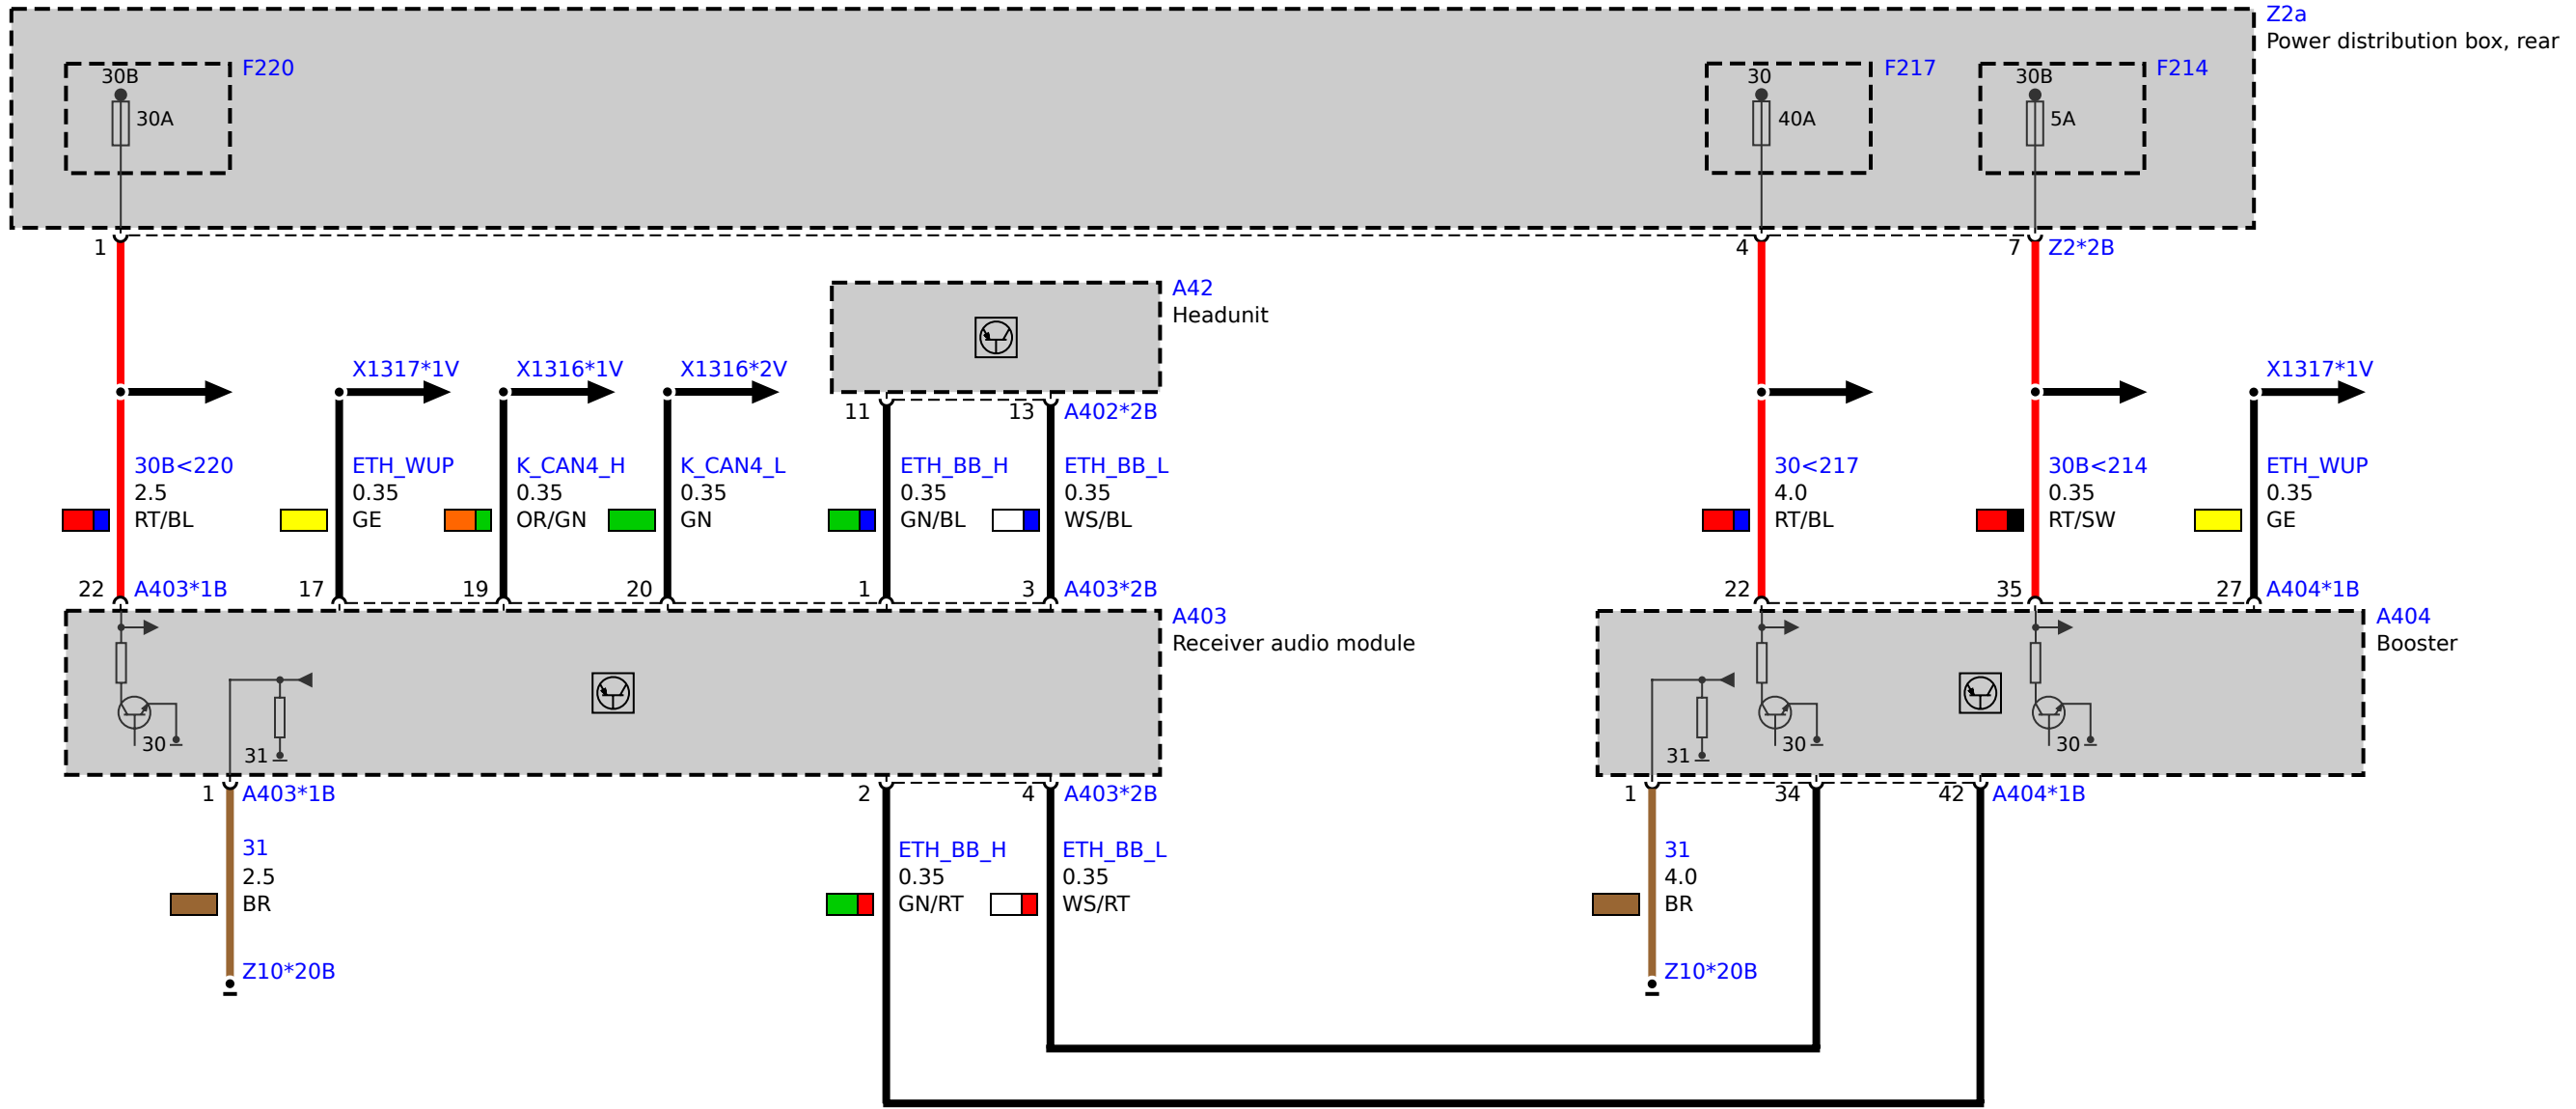 Z2a
Power distribution box, rear
F220
30B
30A
F217
30
40A
F214
30B
5A
1
4
7
Z2*2B
A42
Headunit
X1317*1V
X1316*1V
X1316*2V
X1317*1V
11
13
A402*2B
30B<220
2.5
RT/BL
ETH_WUP
0.35
GE
K_CAN4_H
0.35
OR/GN
K_CAN4_L
0.35
GN
ETH_BB_H
0.35
GN/BL
ETH_BB_L
0.35
WS/BL
30<217
4.0
RT/BL
30B<214
0.35
RT/SW
ETH_WUP
0.35
GE
22
A403*1B
17
19
20
1
3
A403*2B
22
35
27
A404*1B
A403
Receiver audio module
A404
Booster
30
31
31
30
30
1
A403*1B
2
4
A403*2B
1
34
42
A404*1B
31
2.5
BR
ETH_BB_H
0.35
GN/RT
ETH_BB_L
0.35
WS/RT
31
4.0
BR
Z10*20B
Z10*20B